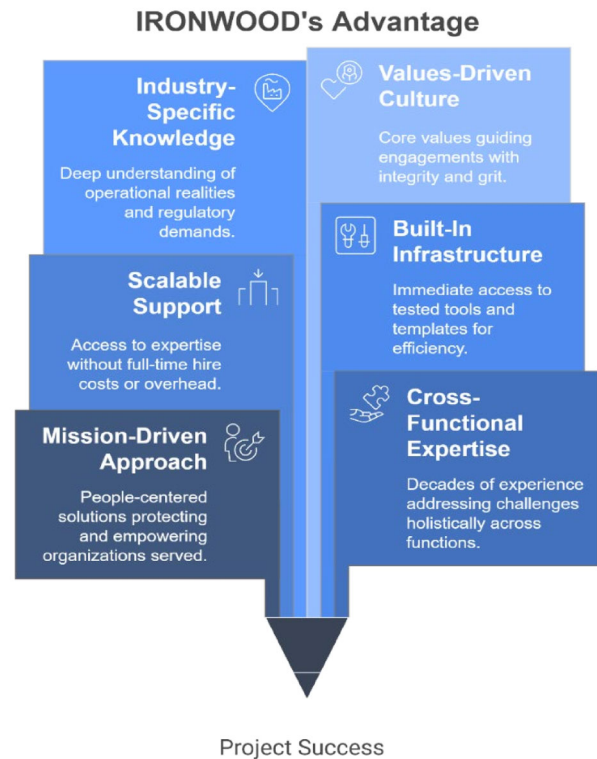 IRONWOOD's Advantage
Industry-
Specific
Knowledge
Deep understanding of
operational realities
and regulatory
demands.
Values-Driven
Culture
Core values guiding
engagements with
integrity and grit.
Scalable
Support
Access to expertise
without full-time hire
costs or overhead.
Built-In
Infrastructure
Immediate access to
tested tools and
templates for
efficiency.
Mission-Driven
Approach
People-centered
solutions protecting
and empowering
organizations served.
Cross-
Functional
Expertise
Decades of experience
addressing challenges
holistically across
functions.
Project Success